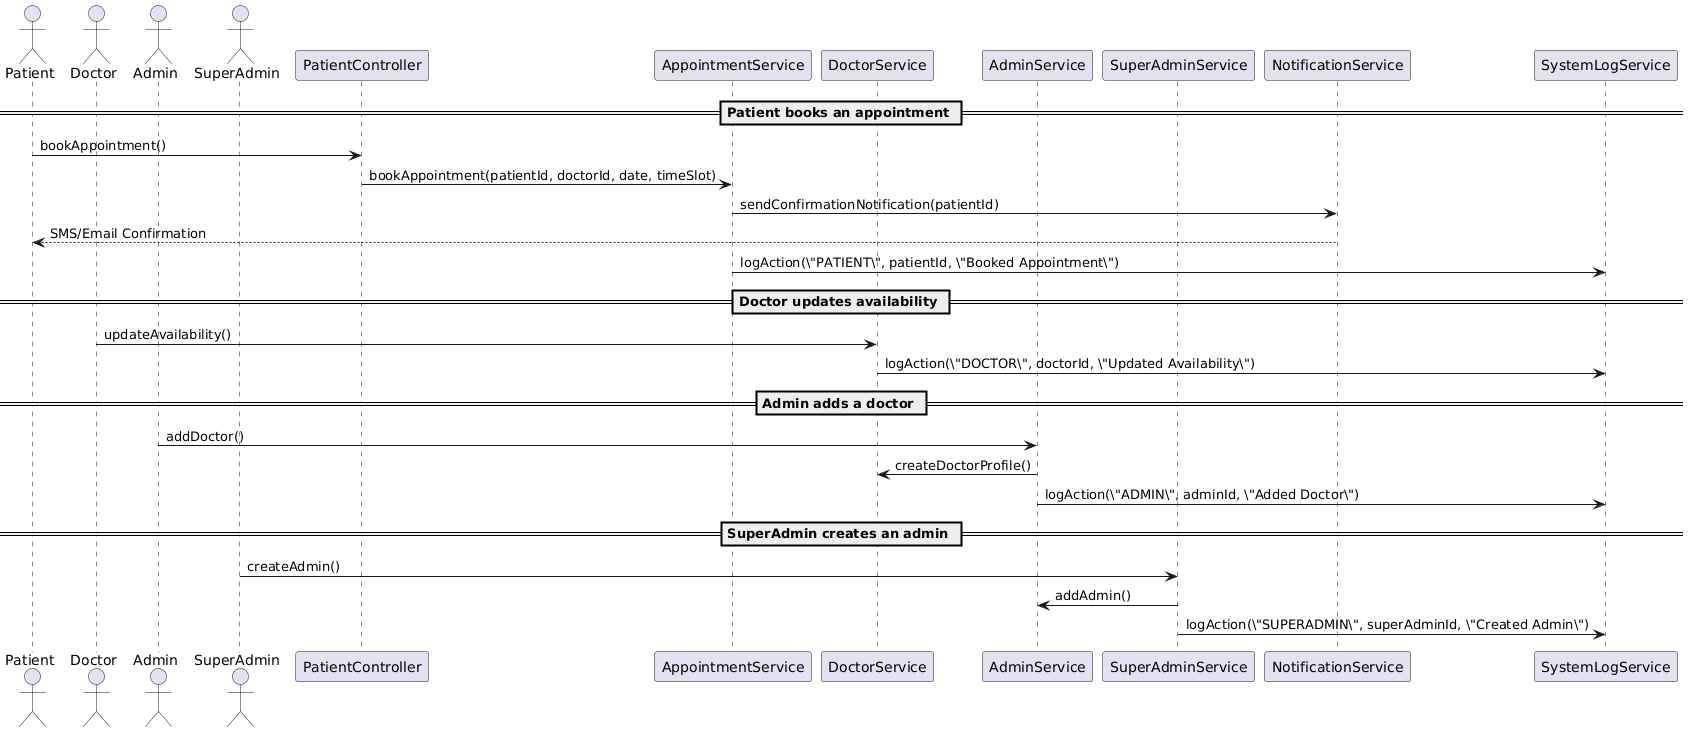 Patient
Doctor
Admin
SuperAdmin
PatientController
AppointmentService
DoctorService
AdminService
SuperAdminService
NotificationService
SystemLogService
Patient books an appointment
bookAppointment()
bookAppointment(patientId, doctorId, date, timeSlot)
sendConfirmationNotification(patientId)
SMS/Email Confirmation
logAction(\"PATIENT\", patientId, \"Booked Appointment\")
Doctor updates availability
updateAvailability()
logAction(\"DOCTOR\", doctorId, \"Updated Availability\")
Admin adds a doctor
addDoctor()
createDoctorProfile()
logAction(\"ADMIN\", adminId, \"Added Doctor\")
SuperAdmin creates an admin
createAdmin()
addAdmin()
logAction(\"SUPERADMIN\", superAdminId, \"Created Admin\")
Patient
Doctor
Admin
SuperAdmin
PatientController
AppointmentService
DoctorService
AdminService
SuperAdminService
NotificationService
SystemLogService